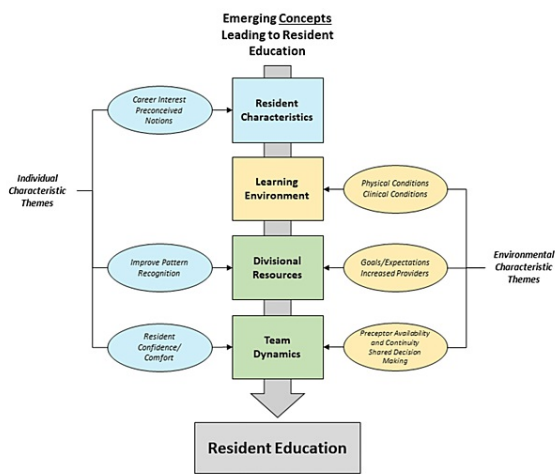 Emerging Concepts
Leading to Resident
Education
Career Interest
Preconceived
Notions
Resident
Characteristics
Individual
Characteristic
Themes
Learning
Environment
Physical Conditions
Clinical Conditions
Improve Pattern
Recognition
Divisional
Resources
Goals/Expectations
Increased Providers
Environmental
Characteristic
Themes
Resident
Confidence/
Comfort
Team
Dynamics
Preceptor Availability
and Continuity
Shared Decision
Making
Resident Education